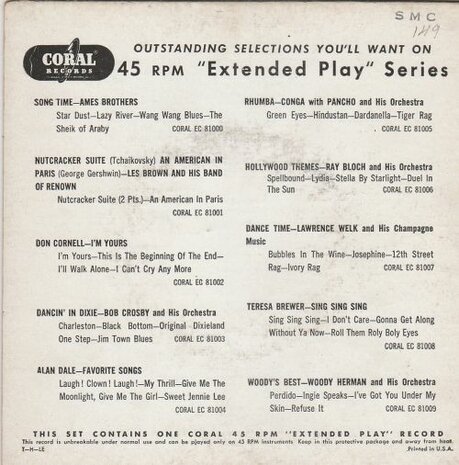 SMC
149
CORAL
RECORDS
OUTSTANDING SELECTIONS YOU'LL WANT ON
45 RPM "Extended Play" Series
SONG TIME—AMES BROTHERS
Star Dust—Lazy River—Wang Wang Blues—The
Sheik of Araby CORAL EC 81000
NUTCRACKER SUITE (Tchaikovsky) AN AMERICAN IN
PARIS (George Gershwin)—LES BROWN AND HIS BAND
OF RENOWN
Nutcracker Suite (2 Pts.)—An American In Paris
CORAL EC 81001
DON CORNELL—I'M YOURS
I'm Yours—This Is The Beginning Of The End—
I'll Walk Alone—I Can't Cry Any More
CORAL EC 81002
DANCIN' IN DIXIE—BOB CROSBY and His Orchestra
Charleston—Black Bottom—Original Dixieland
One Step—Jim Town Blues CORAL EC 81003
ALAN DALE—FAVORITE SONGS
Laugh! Clown! Laugh!—My Thrill—Give Me The
Moonlight, Give Me The Girl—Sweet Jennie Lee
CORAL EC 81004
RHUMBA—CONGA with PANCHO and His Orchestra
Green Eyes—Hindustan—Dardanella—Tiger Rag
CORAL EC 81005
HOLLYWOOD THEMES—RAY BLOCH and His Orchestra
Spellbound—Lydia—Stella By Starlight—Duel In
The Sun CORAL EC 81006
DANCE TIME—LAWRENCE WELK and His Champagne
Music
Bubbles In The Wine—Josephine—12th Street
Rag—Ivory Rag CORAL EC 81007
TERESA BREWER—SING SING SING
Sing Sing Sing—I Don't Care—Gonna Get Along
Without Ya Now—Roll Them Roly Boly Eyes
CORAL EC 81008
WOODY'S BEST—WOODY HERMAN and His Orchestra
Perdido—Ingie Speaks—I've Got You Under My
Skin—Refuse It CORAL EC 81009
THIS SET CONTAINS ONE CORAL 45 RPM "EXTENDED PLAY" RECORD
This record is unbreakable under normal use and can be played only on 45 RPM instruments Keep in this protective package and away from heat.
T—H—LE Printed in U.S.A.